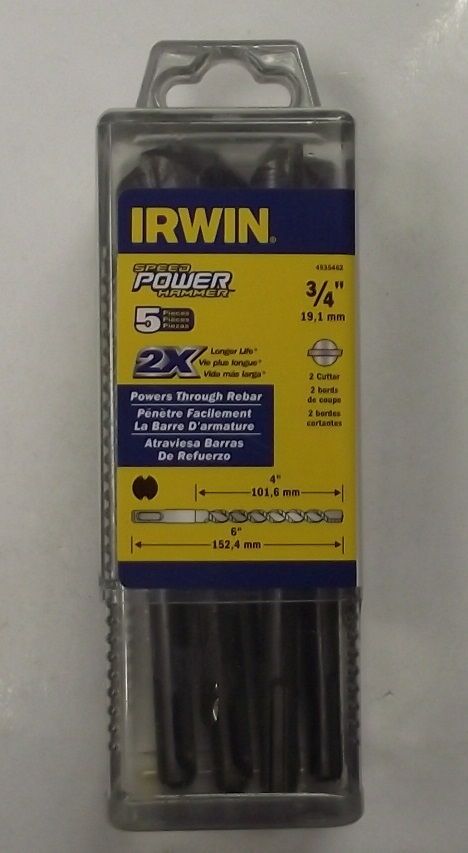 IRWIN®
SPEED
POWER
HAMMER
4935462
3/4"
19,1 mm
5 Pieces
Pièces
Piezas
2X
Longer Life*
Vie plus longue*
Vida más larga*
2 Cutter
2 bords
de coupe
2 bordes
cortantes
Powers Through Rebar
Pénètre Facilement
La Barre D'armature
Atraviesa Barras
De Refuerzo
4"
101,6 mm
6"
152,4 mm